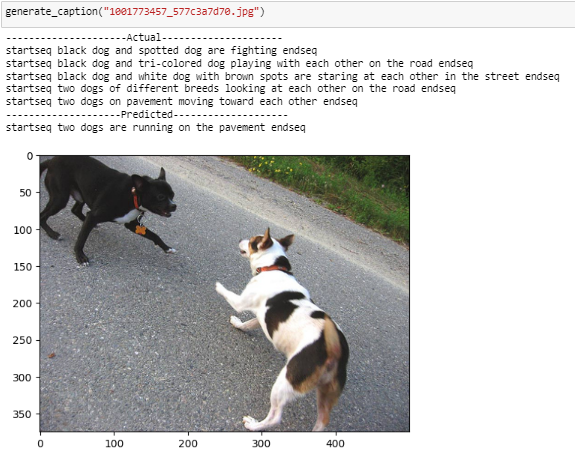 generate_caption("1001773457_577c3a7d70.jpg")
---------------------Actual---------------------
startseq black dog and spotted dog are fighting endseq
startseq black dog and tri-colored dog playing with each other on the road endseq
startseq black dog and white dog with brown spots are staring at each other in the street endseq
startseq two dogs of different breeds looking at each other on the road endseq
startseq two dogs on pavement moving toward each other endseq
--------------------Predicted--------------------
startseq two dogs are running on the pavement endseq
0
50
100
150
200
250
300
350
0 100 200 300 400